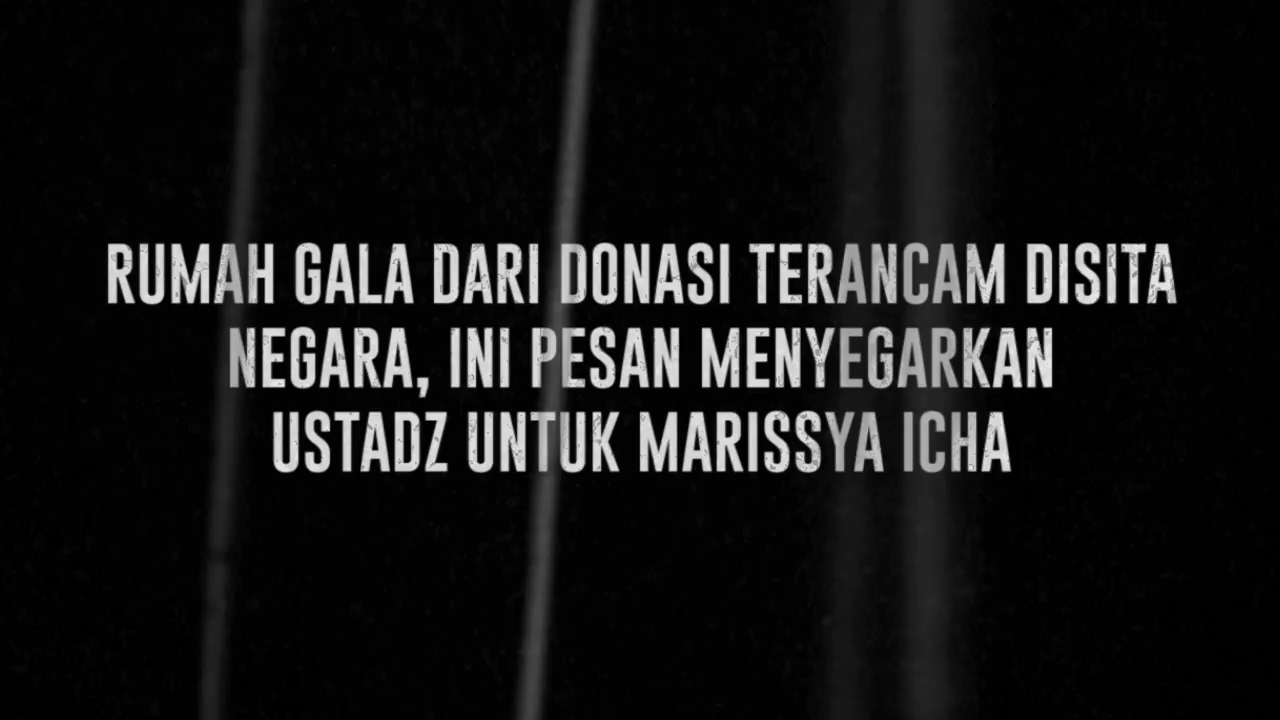 RUMAH GALA DARI DONASI TERANCAM DISITA
NEGARA, INI PESAN MENYEGARKAN
USTADZ UNTUK MARISSYA ICHA